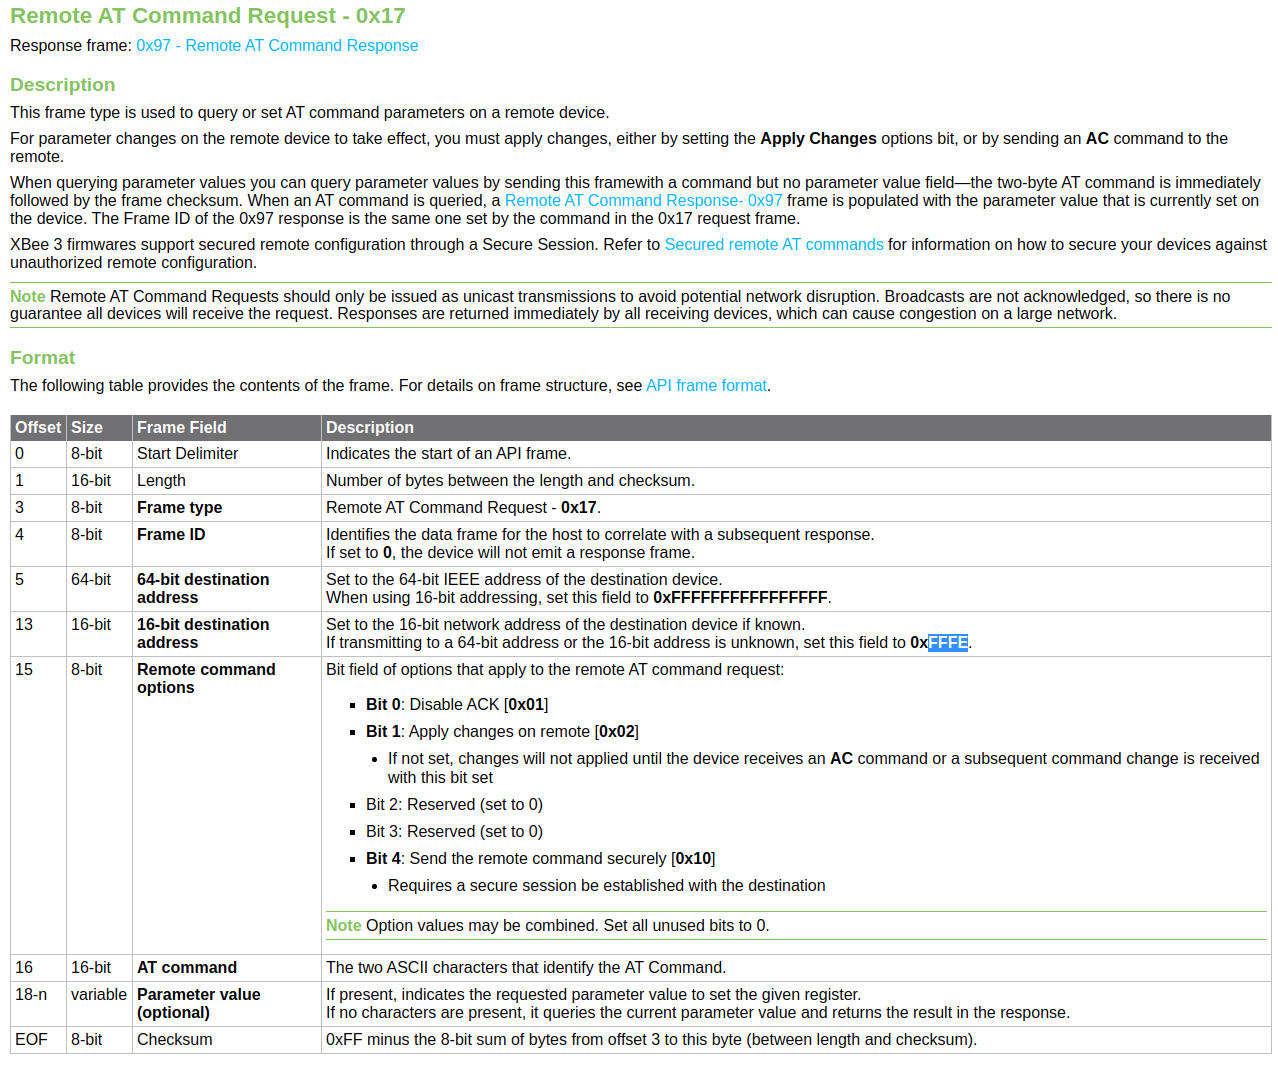 Remote AT Command Request - 0x17
Response frame: 0x97 - Remote AT Command Response
Description
This frame type is used to query or set AT command parameters on a remote device.
For parameter changes on the remote device to take effect, you must apply changes, either by setting the Apply Changes options bit, or by sending an AC command to the
remote.
When querying parameter values you can query parameter values by sending this framewith a command but no parameter value field—the two-byte AT command is immediately
followed by the frame checksum. When an AT command is queried, a Remote AT Command Response- 0x97 frame is populated with the parameter value that is currently set on
the device. The Frame ID of the 0x97 response is the same one set by the command in the 0x17 request frame.
XBee 3 firmwares support secured remote configuration through a Secure Session. Refer to Secured remote AT commands for information on how to secure your devices against
unauthorized remote configuration.
Note Remote AT Command Requests should only be issued as unicast transmissions to avoid potential network disruption. Broadcasts are not acknowledged, so there is no
guarantee all devices will receive the request. Responses are returned immediately by all receiving devices, which can cause congestion on a large network.
Format
The following table provides the contents of the frame. For details on frame structure, see API frame format.
Offset Size Frame Field Description
0 8-bit Start Delimiter Indicates the start of an API frame.
1 16-bit Length Number of bytes between the length and checksum.
3 8-bit Frame type Remote AT Command Request - 0x17.
4 8-bit Frame ID Identifies the data frame for the host to correlate with a subsequent response.
If set to 0, the device will not emit a response frame.
5 64-bit 64-bit destination Set to the 64-bit IEEE address of the destination device.
address When using 16-bit addressing, set this field to 0xFFFFFFFFFFFFFFFF.
13 16-bit 16-bit destination Set to the 16-bit network address of the destination device if known.
address If transmitting to a 64-bit address or the 16-bit address is unknown, set this field to 0xFFFE.
15 8-bit Remote command Bit field of options that apply to the remote AT command request:
options
▪ Bit 0: Disable ACK [0x01]
▪ Bit 1: Apply changes on remote [0x02]
• If not set, changes will not applied until the device receives an AC command or a subsequent command change is received
with this bit set
▪ Bit 2: Reserved (set to 0)
▪ Bit 3: Reserved (set to 0)
▪ Bit 4: Send the remote command securely [0x10]
• Requires a secure session be established with the destination
Note Option values may be combined. Set all unused bits to 0.
16 16-bit AT command The two ASCII characters that identify the AT Command.
18-n variable Parameter value If present, indicates the requested parameter value to set the given register.
(optional) If no characters are present, it queries the current parameter value and returns the result in the response.
EOF 8-bit Checksum 0xFF minus the 8-bit sum of bytes from offset 3 to this byte (between length and checksum).